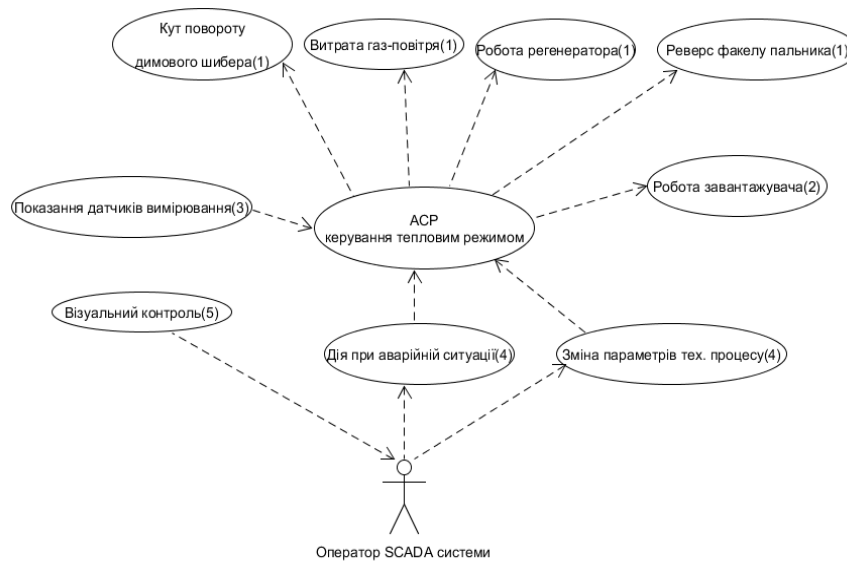 Кут повороту
димового шибера(1)
Витрата газ-повітря(1)
Робота регенератора(1)
Реверс факелу пальника(1)
Показання датчиків вимірювання(3)
АСР
керування тепловим режимом
Робота завантажувача(2)
Візуальний контроль(5)
Дія при аварійній ситуації(4)
Зміна параметрів тех. процесу(4)
Оператор SCADA системи